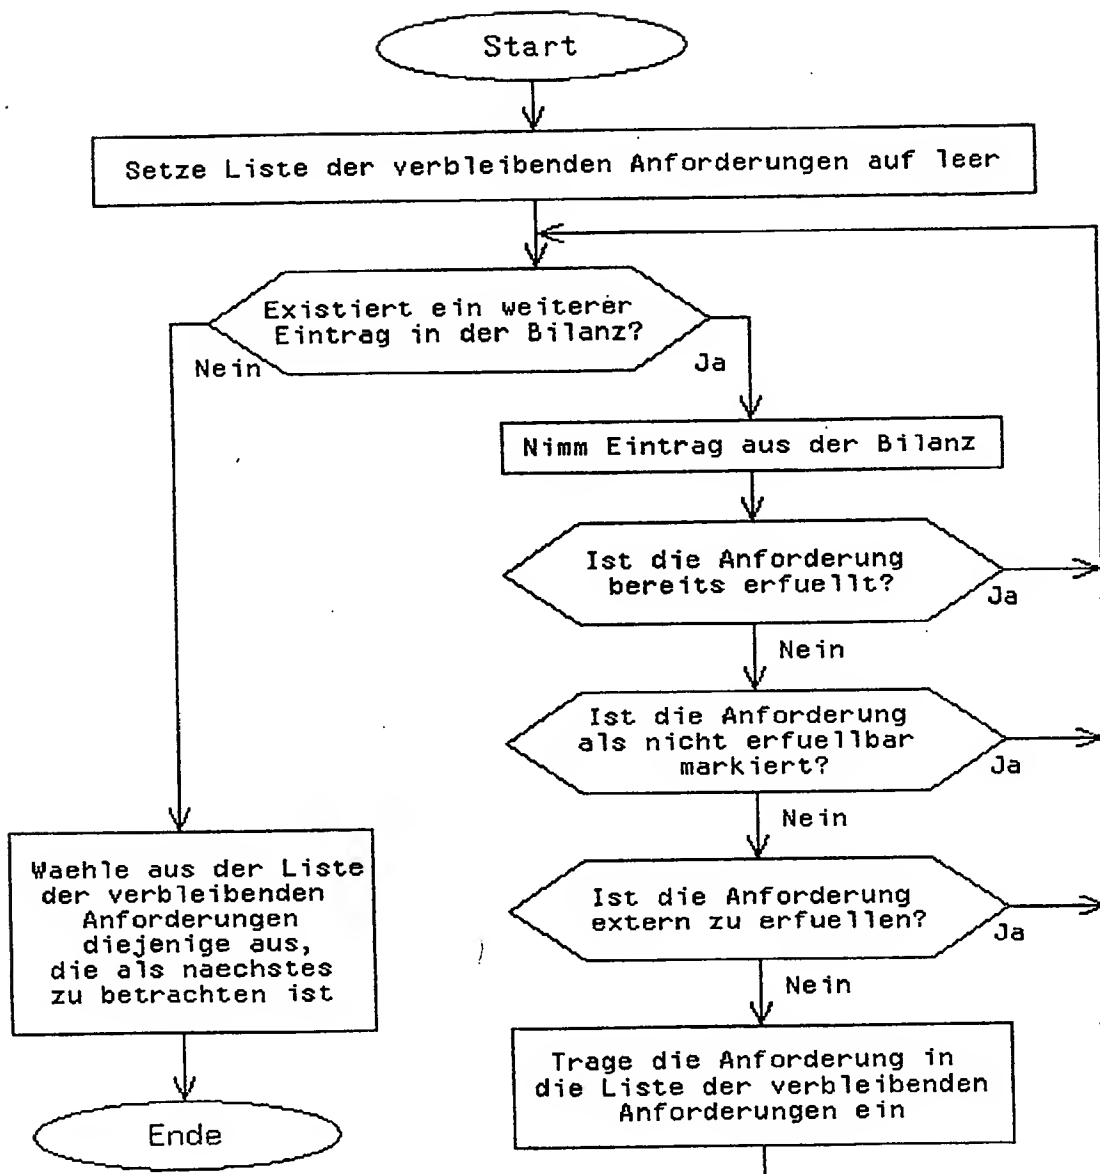 Start
Setze Liste der verbleibenden Anforderungen auf leer
Existiert ein weiterer
Eintrag in der Bilanz?
Nein
Ja
Nimm Eintrag aus der Bilanz
Ist die Anforderung
bereits erfuellt?
Ja
Nein
Ist die Anforderung
als nicht erfuellbar
markiert?
Ja
Nein
Ist die Anforderung
extern zu erfuellen?
Ja
Nein
Trage die Anforderung in
die Liste der verbleibenden
Anforderungen ein
Waehle aus der Liste
der verbleibenden
Anforderungen
diejenige aus,
die als naechstes
zu betrachten ist
Ende